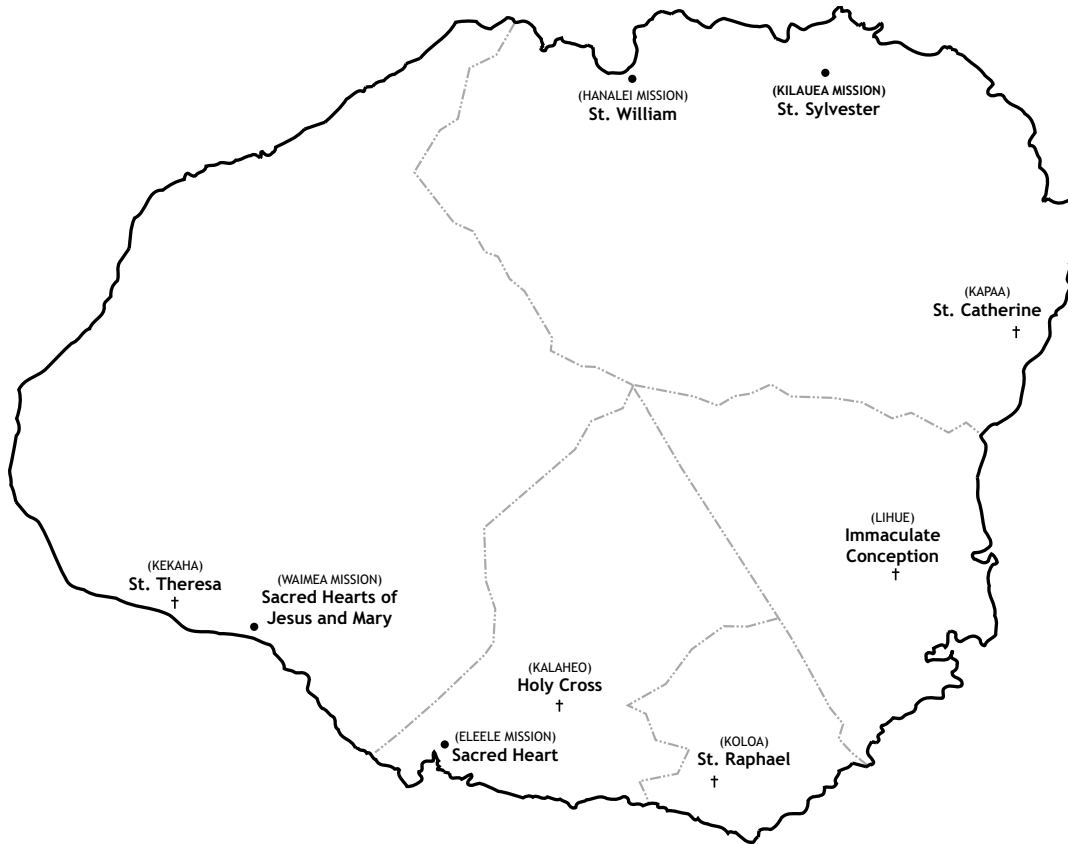 (HANALEI MISSION)
St. William
(KILAUEA MISSION)
St. Sylvester
(KAPAA)
St. Catherine
(LIHUE)
Immaculate
Conception
(KEKAHA)
St. Theresa
(WAIMEA MISSION)
Sacred Hearts of
Jesus and Mary
(KALAHEO)
Holy Cross
(ELEELE MISSION)
Sacred Heart
(KOLOA)
St. Raphael